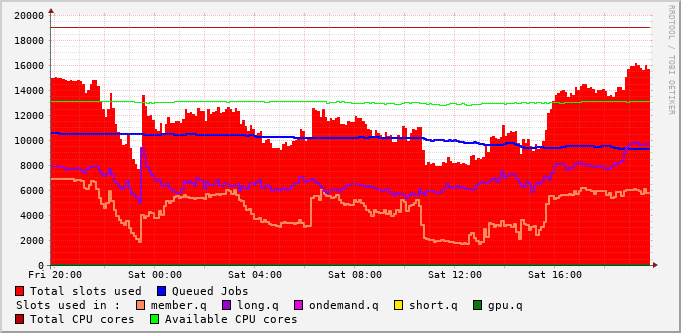 20000
18000
16000
14000
12000
10000
8000
6000
4000
2000
0
Fri 20:00 Sat 00:00 Sat 04:00 Sat 08:00 Sat 12:00 Sat 16:00
Total slots used Queued Jobs
Slots used in : member.q long.q ondemand.q short.q gpu.q
Total CPU cores Available CPU cores
RRDTOOL / TOBI OETIKER